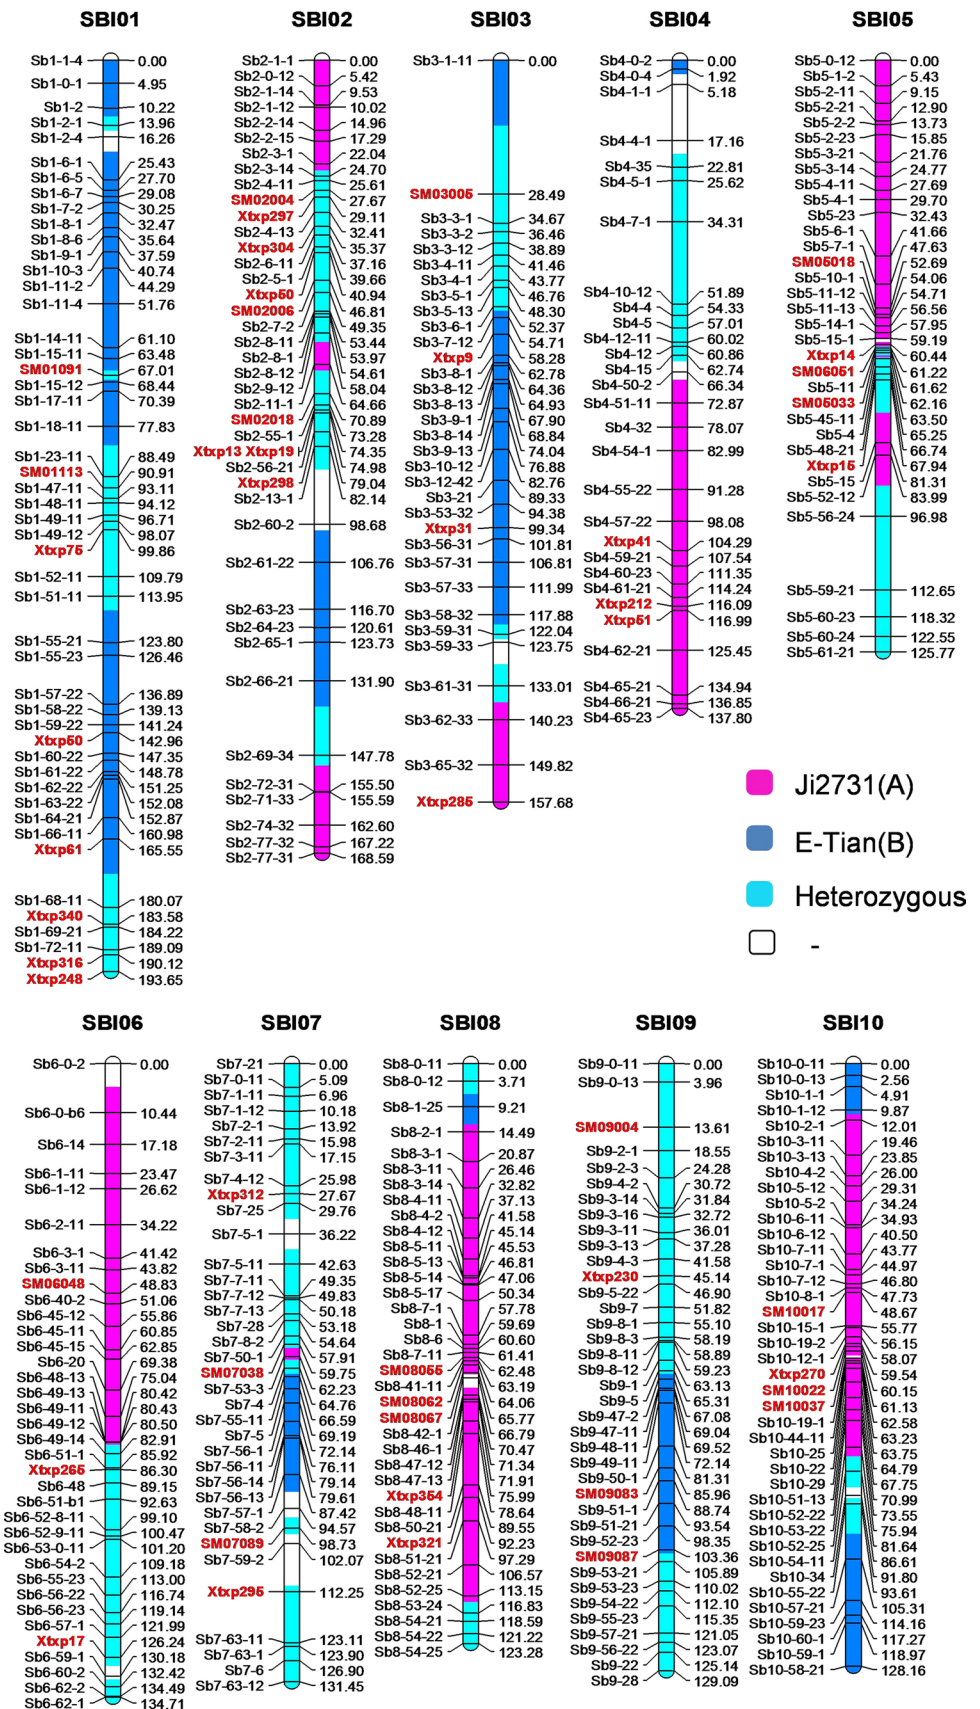 SBI01
Sb1-1-4 0.00
Sb1-0-1 4.95
Sb1-2 10.22
Sb1-2-1 13.96
Sb1-2-4 16.26
Sb1-6-1 25.43
Sb1-6-5 27.70
Sb1-6-7 29.08
Sb1-7-2 30.25
Sb1-8-1 32.47
Sb1-8-6 35.64
Sb1-9-1 37.59
Sb1-10-3 40.74
Sb1-11-2 44.29
Sb1-11-4 51.76
Sb1-14-11 61.10
Sb1-15-11 63.48
SM01091 67.01
Sb1-15-12 68.44
Sb1-17-11 70.39
Sb1-18-11 77.83
Sb1-23-11 88.49
SM01113 90.91
Sb1-47-11 93.11
Sb1-48-11 94.12
Sb1-49-11 96.71
Sb1-49-12 98.07
Xtxp75 99.86
Sb1-52-11 109.79
Sb1-51-11 113.95
Sb1-55-21 123.80
Sb1-55-23 126.46
Sb1-57-22 136.89
Sb1-58-22 139.13
Sb1-59-22 141.24
Xtxp50 142.96
Sb1-60-22 147.35
Sb1-61-22 148.78
Sb1-62-22 151.25
Sb1-63-22 152.08
Sb1-64-21 152.87
Sb1-66-11 160.98
Xtxp61 165.55
Sb1-68-11 180.07
Xtxp340 183.58
Sb1-69-21 184.22
Sb1-72-11 189.09
Xtxp316 190.12
Xtxp248 193.65
SBI02
Sb2-1-1 0.00
Sb2-0-12 5.42
Sb2-1-14 9.53
Sb2-1-12 10.02
Sb2-2-14 14.96
Sb2-2-15 17.29
Sb2-3-1 22.04
Sb2-3-14 24.70
Sb2-4-11 25.61
SM02004 27.67
Xtxp297 29.11
Sb2-4-13 32.41
Xtxp304 35.37
Sb2-6-11 37.16
Sb2-5-1 39.66
Xtxp50 40.94
SM02006 46.81
Sb2-7-2 49.35
Sb2-8-11 53.44
Sb2-8-1 53.97
Sb2-8-12 54.61
Sb2-9-12 58.04
Sb2-11-1 64.66
SM02018 70.89
Sb2-55-1 73.28
Xtxp13 Xtxp19 74.35
Sb2-56-21 74.98
Xtxp298 79.04
Sb2-13-1 82.14
Sb2-60-2 98.68
Sb2-61-22 106.76
Sb2-63-23 116.70
Sb2-64-23 120.61
Sb2-65-1 123.73
Sb2-66-21 131.90
Sb2-69-34 147.78
Sb2-72-31 155.50
Sb2-71-33 155.59
Sb2-74-32 162.60
Sb2-77-32 167.22
Sb2-77-31 168.59
SBI03
Sb3-1-11 0.00
SM03005 28.49
Sb3-3-1 34.67
Sb3-3-2 36.46
Sb3-3-12 38.89
Sb3-4-11 41.46
Sb3-4-1 43.77
Sb3-5-1 46.76
Sb3-5-13 48.30
Sb3-6-1 52.37
Sb3-7-12 54.71
Xtxp9 58.28
Sb3-8-1 62.78
Sb3-8-12 64.36
Sb3-8-13 64.93
Sb3-9-1 67.90
Sb3-8-14 68.84
Sb3-9-13 74.04
Sb3-10-12 76.88
Sb3-12-42 82.76
Sb3-21 89.33
Sb3-53-32 94.38
Xtxp31 99.34
Sb3-56-31 101.81
Sb3-57-31 106.81
Sb3-57-33 111.99
Sb3-58-32 117.88
Sb3-59-31 122.04
Sb3-59-33 123.75
Sb3-61-31 133.01
Sb3-62-33 140.23
Sb3-65-32 149.82
Xtxp285 157.68
SBI04
Sb4-0-2 0.00
Sb4-0-4 1.92
Sb4-1-1 5.18
Sb4-4-1 17.16
Sb4-35 22.81
Sb4-5-1 25.62
Sb4-7-1 34.31
Sb4-10-12 51.89
Sb4-4 54.33
Sb4-5 57.01
Sb4-12-11 60.02
Sb4-12 60.86
Sb4-15 62.74
Sb4-50-2 66.34
Sb4-51-11 72.87
Sb4-32 78.07
Sb4-54-1 82.99
Sb4-55-22 91.28
Sb4-57-22 98.08
Xtxp41 104.29
Sb4-59-21 107.54
Sb4-60-23 111.35
Sb4-61-21 114.24
Xtxp212 116.09
Xtxp51 116.99
Sb4-62-21 125.45
Sb4-65-21 134.94
Sb4-66-21 136.85
Sb4-65-23 137.80
SBI05
Sb5-0-12 0.00
Sb5-1-2 5.43
Sb5-2-11 9.15
Sb5-2-21 12.90
Sb5-2-2 13.73
Sb5-2-23 15.85
Sb5-3-21 21.76
Sb5-3-14 24.77
Sb5-4-11 27.69
Sb5-4-1 29.70
Sb5-23 32.43
Sb5-6-1 41.66
Sb5-7-1 47.63
SM05018 52.69
Sb5-10-1 54.06
Sb5-11-12 54.71
Sb5-11-13 56.56
Sb5-14-1 57.95
Sb5-15-1 59.19
Xtxp14 60.44
SM06051 61.22
Sb5-11 61.62
SM05033 62.16
Sb5-45-11 63.50
Sb5-4 65.25
Sb5-48-21 66.74
Xtxp15 67.94
Sb5-15 81.31
Sb5-52-12 83.99
Sb5-56-24 96.98
Sb5-59-21 112.65
Sb5-60-23 118.32
Sb5-60-24 122.55
Sb5-61-21 125.77
Ji2731(A)
E-Tian(B)
Heterozygous
-
SBI06
Sb6-0-2 0.00
Sb6-0-b6 10.44
Sb6-14 17.18
Sb6-1-11 23.47
Sb6-1-12 26.62
Sb6-2-11 34.22
Sb6-3-1 41.42
Sb6-3-11 43.82
SM06048 48.83
Sb6-40-2 51.06
Sb6-45-12 55.86
Sb6-45-11 60.85
Sb6-45-15 62.85
Sb6-20 69.38
Sb6-48-13 75.04
Sb6-49-13 80.42
Sb6-49-11 80.43
Sb6-49-12 80.50
Sb6-49-14 82.91
Sb6-51-1 85.92
Xtxp265 86.30
Sb6-48 89.15
Sb6-51-b1 92.63
Sb6-52-8-11 99.10
Sb6-52-9-11 100.47
Sb6-53-0-11 101.20
Sb6-54-2 109.18
Sb6-55-23 113.00
Sb6-56-22 116.74
Sb6-56-23 119.14
Sb6-57-1 121.99
Xtxp17 126.24
Sb6-59-1 130.18
Sb6-60-2 132.42
Sb6-62-2 134.49
Sb6-62-1 134.71
SBI07
Sb7-21 0.00
Sb7-0-11 5.09
Sb7-1-11 6.96
Sb7-1-12 10.18
Sb7-2-1 13.92
Sb7-2-11 15.98
Sb7-3-11 17.15
Sb7-4-12 25.98
Xtxp312 27.67
Sb7-25 29.76
Sb7-5-1 36.22
Sb7-5-11 42.63
Sb7-7-11 49.35
Sb7-7-12 49.83
Sb7-7-13 50.18
Sb7-28 53.18
Sb7-8-2 54.64
Sb7-50-1 57.91
SM07038 59.75
Sb7-53-3 62.23
Sb7-4 64.76
Sb7-55-11 66.59
Sb7-5 69.19
Sb7-56-1 72.14
Sb7-56-11 76.11
Sb7-56-14 79.14
Sb7-56-13 79.61
Sb7-57-1 87.42
Sb7-58-2 94.57
SM07089 98.73
Sb7-59-2 102.07
Xtxp295 112.25
Sb7-63-11 123.11
Sb7-63-1 123.90
Sb7-6 126.90
Sb7-63-12 131.45
SBI08
Sb8-0-11 0.00
Sb8-0-12 3.71
Sb8-1-25 9.21
Sb8-2-1 14.49
Sb8-3-1 20.87
Sb8-3-11 26.46
Sb8-3-14 32.82
Sb8-4-11 37.13
Sb8-4-2 41.58
Sb8-4-12 45.14
Sb8-5-11 45.53
Sb8-5-13 46.81
Sb8-5-14 47.06
Sb8-5-17 50.34
Sb8-7-1 57.78
Sb8-1 59.69
Sb8-6 60.60
Sb8-7-11 61.41
SM08055 62.48
Sb8-41-11 63.19
SM08062 64.06
SM08067 65.77
Sb8-42-1 66.79
Sb8-46-1 70.47
Sb8-47-12 71.34
Sb8-47-13 71.91
Xtxp354 75.99
Sb8-48-11 78.64
Sb8-50-21 89.55
Xtxp321 92.23
Sb8-51-21 97.29
Sb8-52-21 106.57
Sb8-52-25 113.15
Sb8-53-24 116.83
Sb8-54-21 118.59
Sb8-54-22 121.22
Sb8-54-25 123.28
SBI09
Sb9-0-11 0.00
Sb9-0-13 3.96
SM09004 13.61
Sb9-2-1 18.55
Sb9-2-3 24.28
Sb9-4-2 30.72
Sb9-3-14 31.84
Sb9-3-16 32.72
Sb9-3-11 36.01
Sb9-3-13 37.28
Sb9-4-3 41.58
Xtxp230 45.14
Sb9-5-22 46.90
Sb9-7 51.82
Sb9-8-1 55.10
Sb9-8-3 58.19
Sb9-8-11 58.89
Sb9-8-12 59.23
Sb9-1 63.13
Sb9-5 67.08
Sb9-47-2 69.04
Sb9-47-11 69.52
Sb9-48-11 72.14
Sb9-49-11 81.31
Sb9-50-1 85.96
SM09083 88.74
Sb9-51-1 93.54
Sb9-51-21 98.35
Sb9-52-23 103.36
SM09087 105.89
Sb9-53-21 110.02
Sb9-53-23 112.10
Sb9-54-22 115.35
Sb9-55-23 121.05
Sb9-57-21 123.07
Sb9-56-22 125.14
Sb9-22 129.09
Sb9-28
SBI10
Sb10-0-11 0.00
Sb10-0-13 2.56
Sb10-1-1 4.91
Sb10-1-12 9.87
Sb10-2-1 12.01
Sb10-3-11 19.46
Sb10-3-13 23.85
Sb10-4-2 26.00
Sb10-5-12 29.31
Sb10-5-2 34.24
Sb10-6-11 34.93
Sb10-6-12 40.50
Sb10-7-11 43.77
Sb10-7-1 44.97
Sb10-7-12 46.80
Sb10-8-1 47.73
SM10017 48.67
Sb10-15-1 55.77
Sb10-19-2 56.15
Sb10-12-1 58.07
Xtxp270 59.54
SM10022 60.15
SM10037 61.13
Sb10-19-1 62.58
Sb10-44-11 63.23
Sb10-25 63.75
Sb10-22 64.79
Sb10-29 67.75
Sb10-51-13 70.99
Sb10-52-22 73.55
Sb10-53-22 75.94
Sb10-52-25 81.64
Sb10-54-11 86.61
Sb10-34 91.80
Sb10-55-22 93.61
Sb10-57-21 105.31
Sb10-59-23 114.16
Sb10-60-1 117.27
Sb10-59-1 118.97
Sb10-58-21 128.16